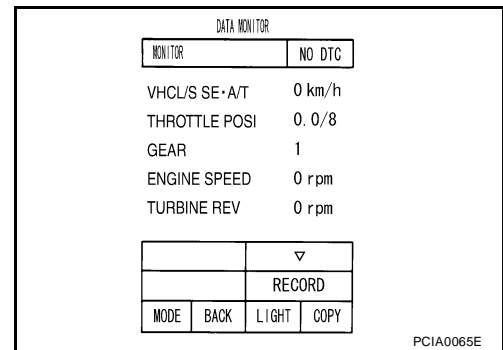 DATA MONITOR
MONITOR NO DTC
VHCL/S SE·A/T 0 km/h
THROTTLE POSI 0.0/8
GEAR 1
ENGINE SPEED 0 rpm
TURBINE REV 0 rpm
▽
RECORD
MODE BACK LIGHT COPY
PCIA0065E